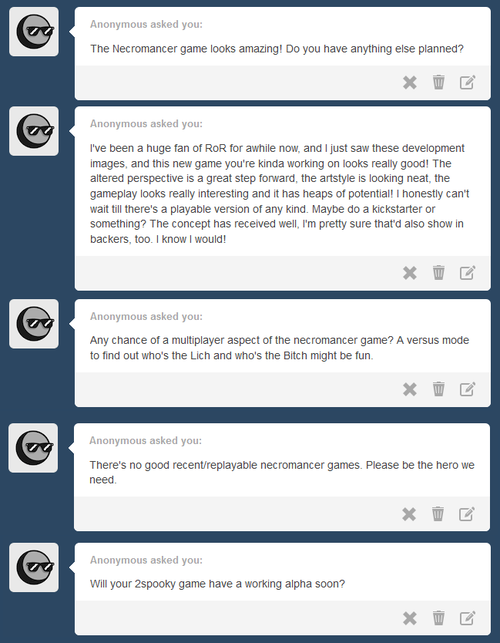 Anonymous asked you:
The Necromancer game looks amazing! Do you have anything else planned?
Anonymous asked you:
I've been a huge fan of RoR for awhile now, and I just saw these development
images, and this new game you're kinda working on looks really good! The
altered perspective is a great step forward, the artstyle is looking neat, the
gameplay looks really interesting and it has heaps of potential! I honestly can't
wait till there's a playable version of any kind. Maybe do a kickstarter or
something? The concept has received well, I'm pretty sure that'd also show in
backers, too. I know I would!
Anonymous asked you:
Any chance of a multiplayer aspect of the necromancer game? A versus mode
to find out who's the Lich and who's the Bitch might be fun.
Anonymous asked you:
There's no good recent/replayable necromancer games. Please be the hero we
need.
Anonymous asked you:
Will your 2spooky game have a working alpha soon?